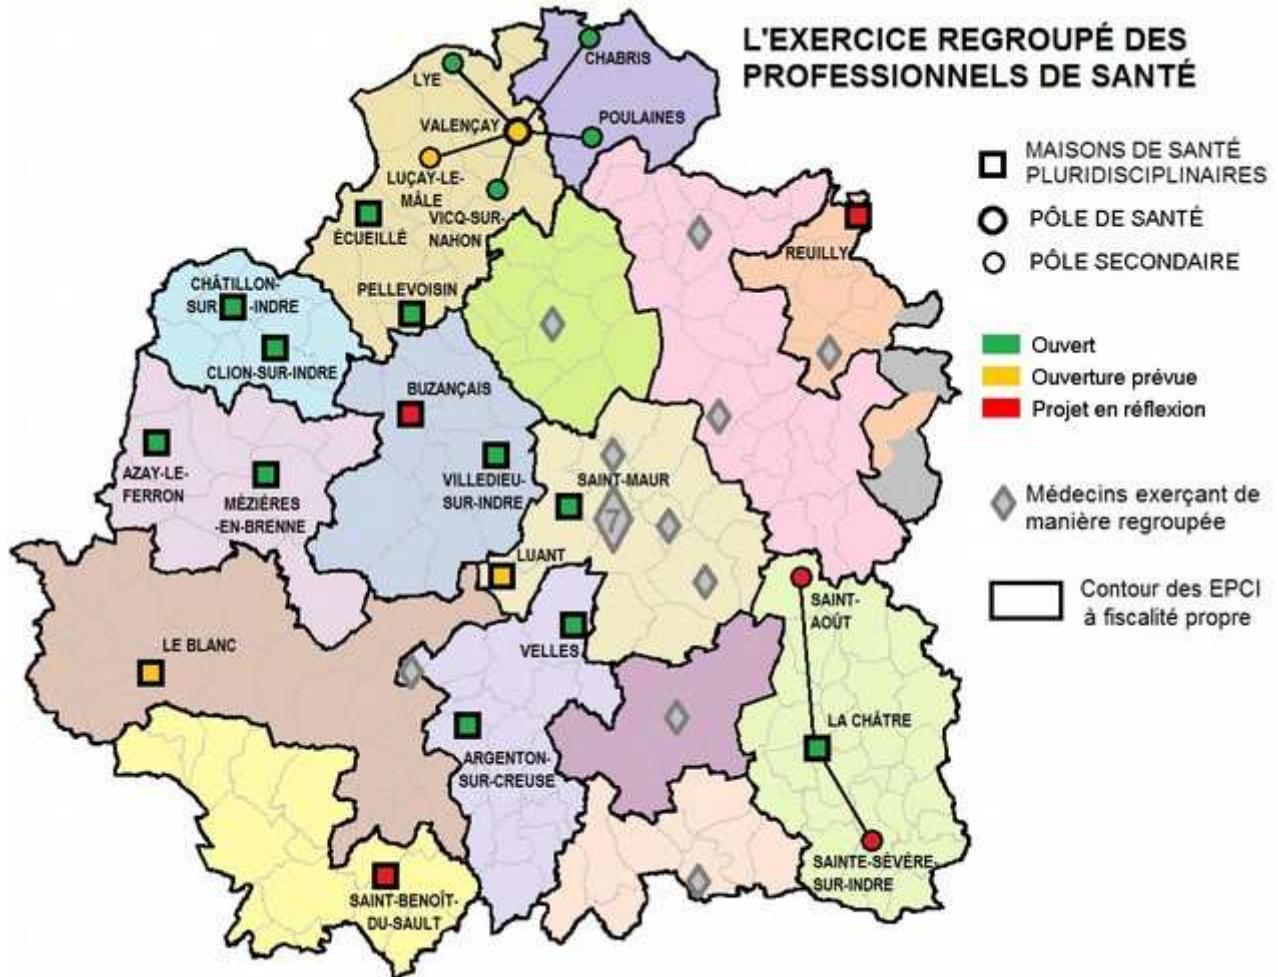 L'EXERCICE REGROUPÉ DES
PROFESSIONNELS DE SANTÉ
MAISONS DE SANTÉ
PLURIDISCIPLINAIRES
PÔLE DE SANTÉ
PÔLE SECONDAIRE
Ouvert
Ouverture prévue
Projet en réflexion
Médecins exerçant de
manière regroupée
Contour des EPCI
à fiscalité propre
CHABRIS
LYE
POULAINES
VALENÇAY
LUÇAY-LE-
MÂLE
VICQ-SUR-
NAHON
ÉCUEILLÉ
REUILLY
CHÂTILLON-
SUR -INDRE
PELLEVOISIN
CLION-SUR-INDRE
BUZANÇAIS
AZAY-LE-
FERRON
MÉZIÈRES
-EN-BRENNE
VILLEDIEU-
SUR-INDRE
SAINT-MAUR
7
LUANT
SAINT-
AOÛT
VELLES
LE BLANC
LA CHÂTRE
ARGENTON-
SUR-CREUSE
SAINTE-SÉVÈRE-
SUR-INDRE
SAINT-BENOÎT-
DU-SAULT